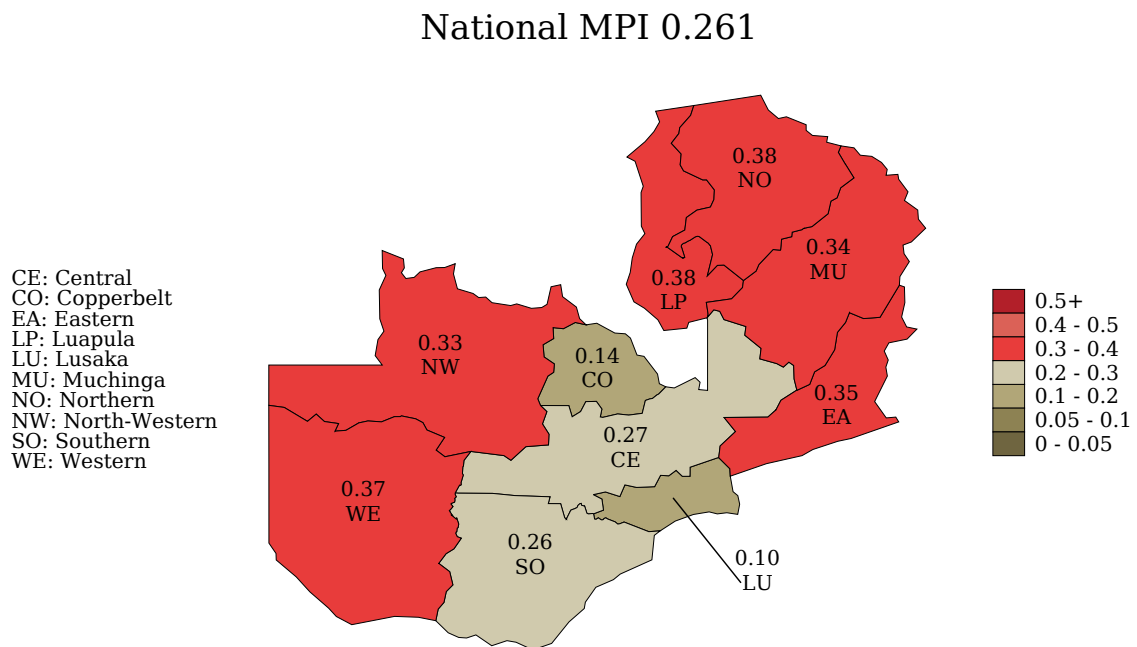 National MPI 0.261
0.38
NO
0.34
MU
0.38
LP
CE: Central
CO: Copperbelt
EA: Eastern
LP: Luapula
LU: Lusaka
MU: Muchinga
NO: Northern
NW: North-Western
SO: Southern
WE: Western
0.33
NW
0.14
CO
0.35
EA
0.27
CE
0.37
WE
0.26
SO
0.10
LU
0.5+
0.4 - 0.5
0.3 - 0.4
0.2 - 0.3
0.1 - 0.2
0.05 - 0.1
0 - 0.05